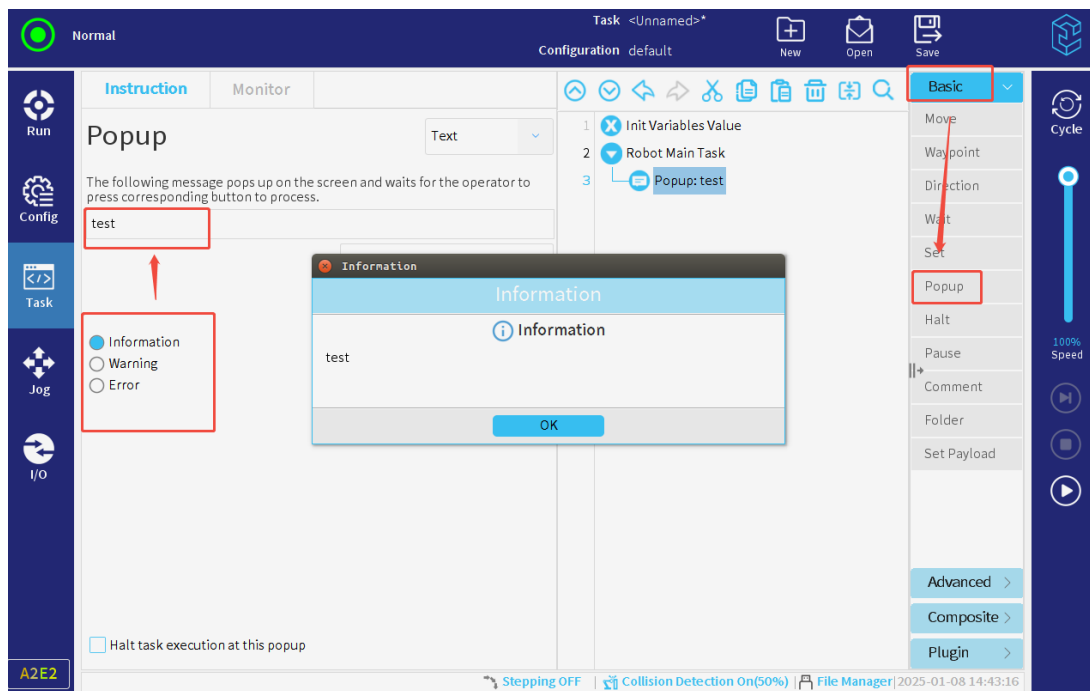 Normal
Task <Unnamed>*
Configuration default
New
Open
Save
Run
Config
Task
Jog
I/O
A2E2
Instruction
Monitor
Popup
Text
The following message pops up on the screen and waits for the operator to
press corresponding button to process.
test
Information
Warning
Error
Halt task execution at this popup
1 Init Variables Value
2 Robot Main Task
3 Popup: test
Information
Information
Information
test
OK
Basic
Move
Waypoint
Direction
Wait
Set
Popup
Halt
Pause
Comment
Folder
Set Payload
Advanced
Composite
Plugin
Cycle
100%
Speed
Stepping OFF | Collision Detection On(50%) | File Manager | 2025-01-08 14:43:16